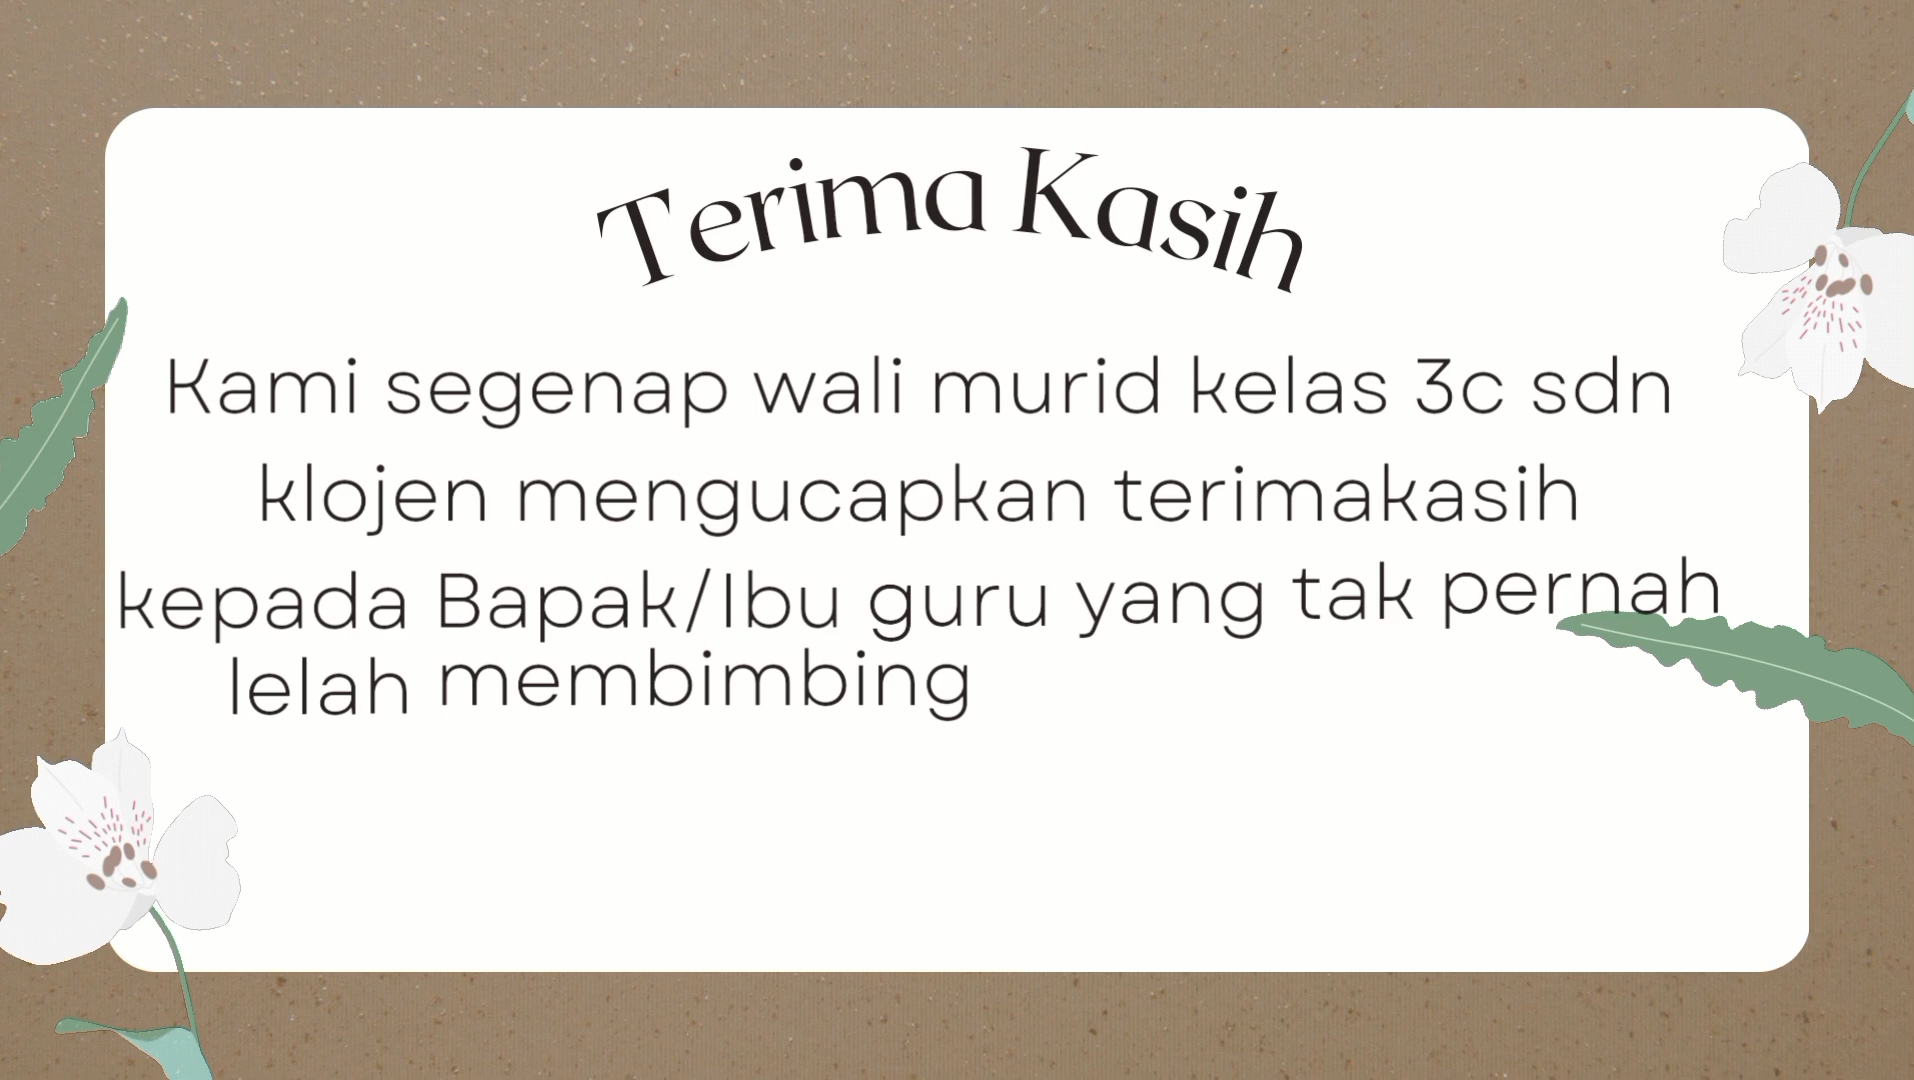 Terima Kasih
Kami segenap wali murid kelas 3c sdn
klojen mengucapkan terimakasih
kepada Bapak/Ibu guru yang tak pernah
lelah membimbing